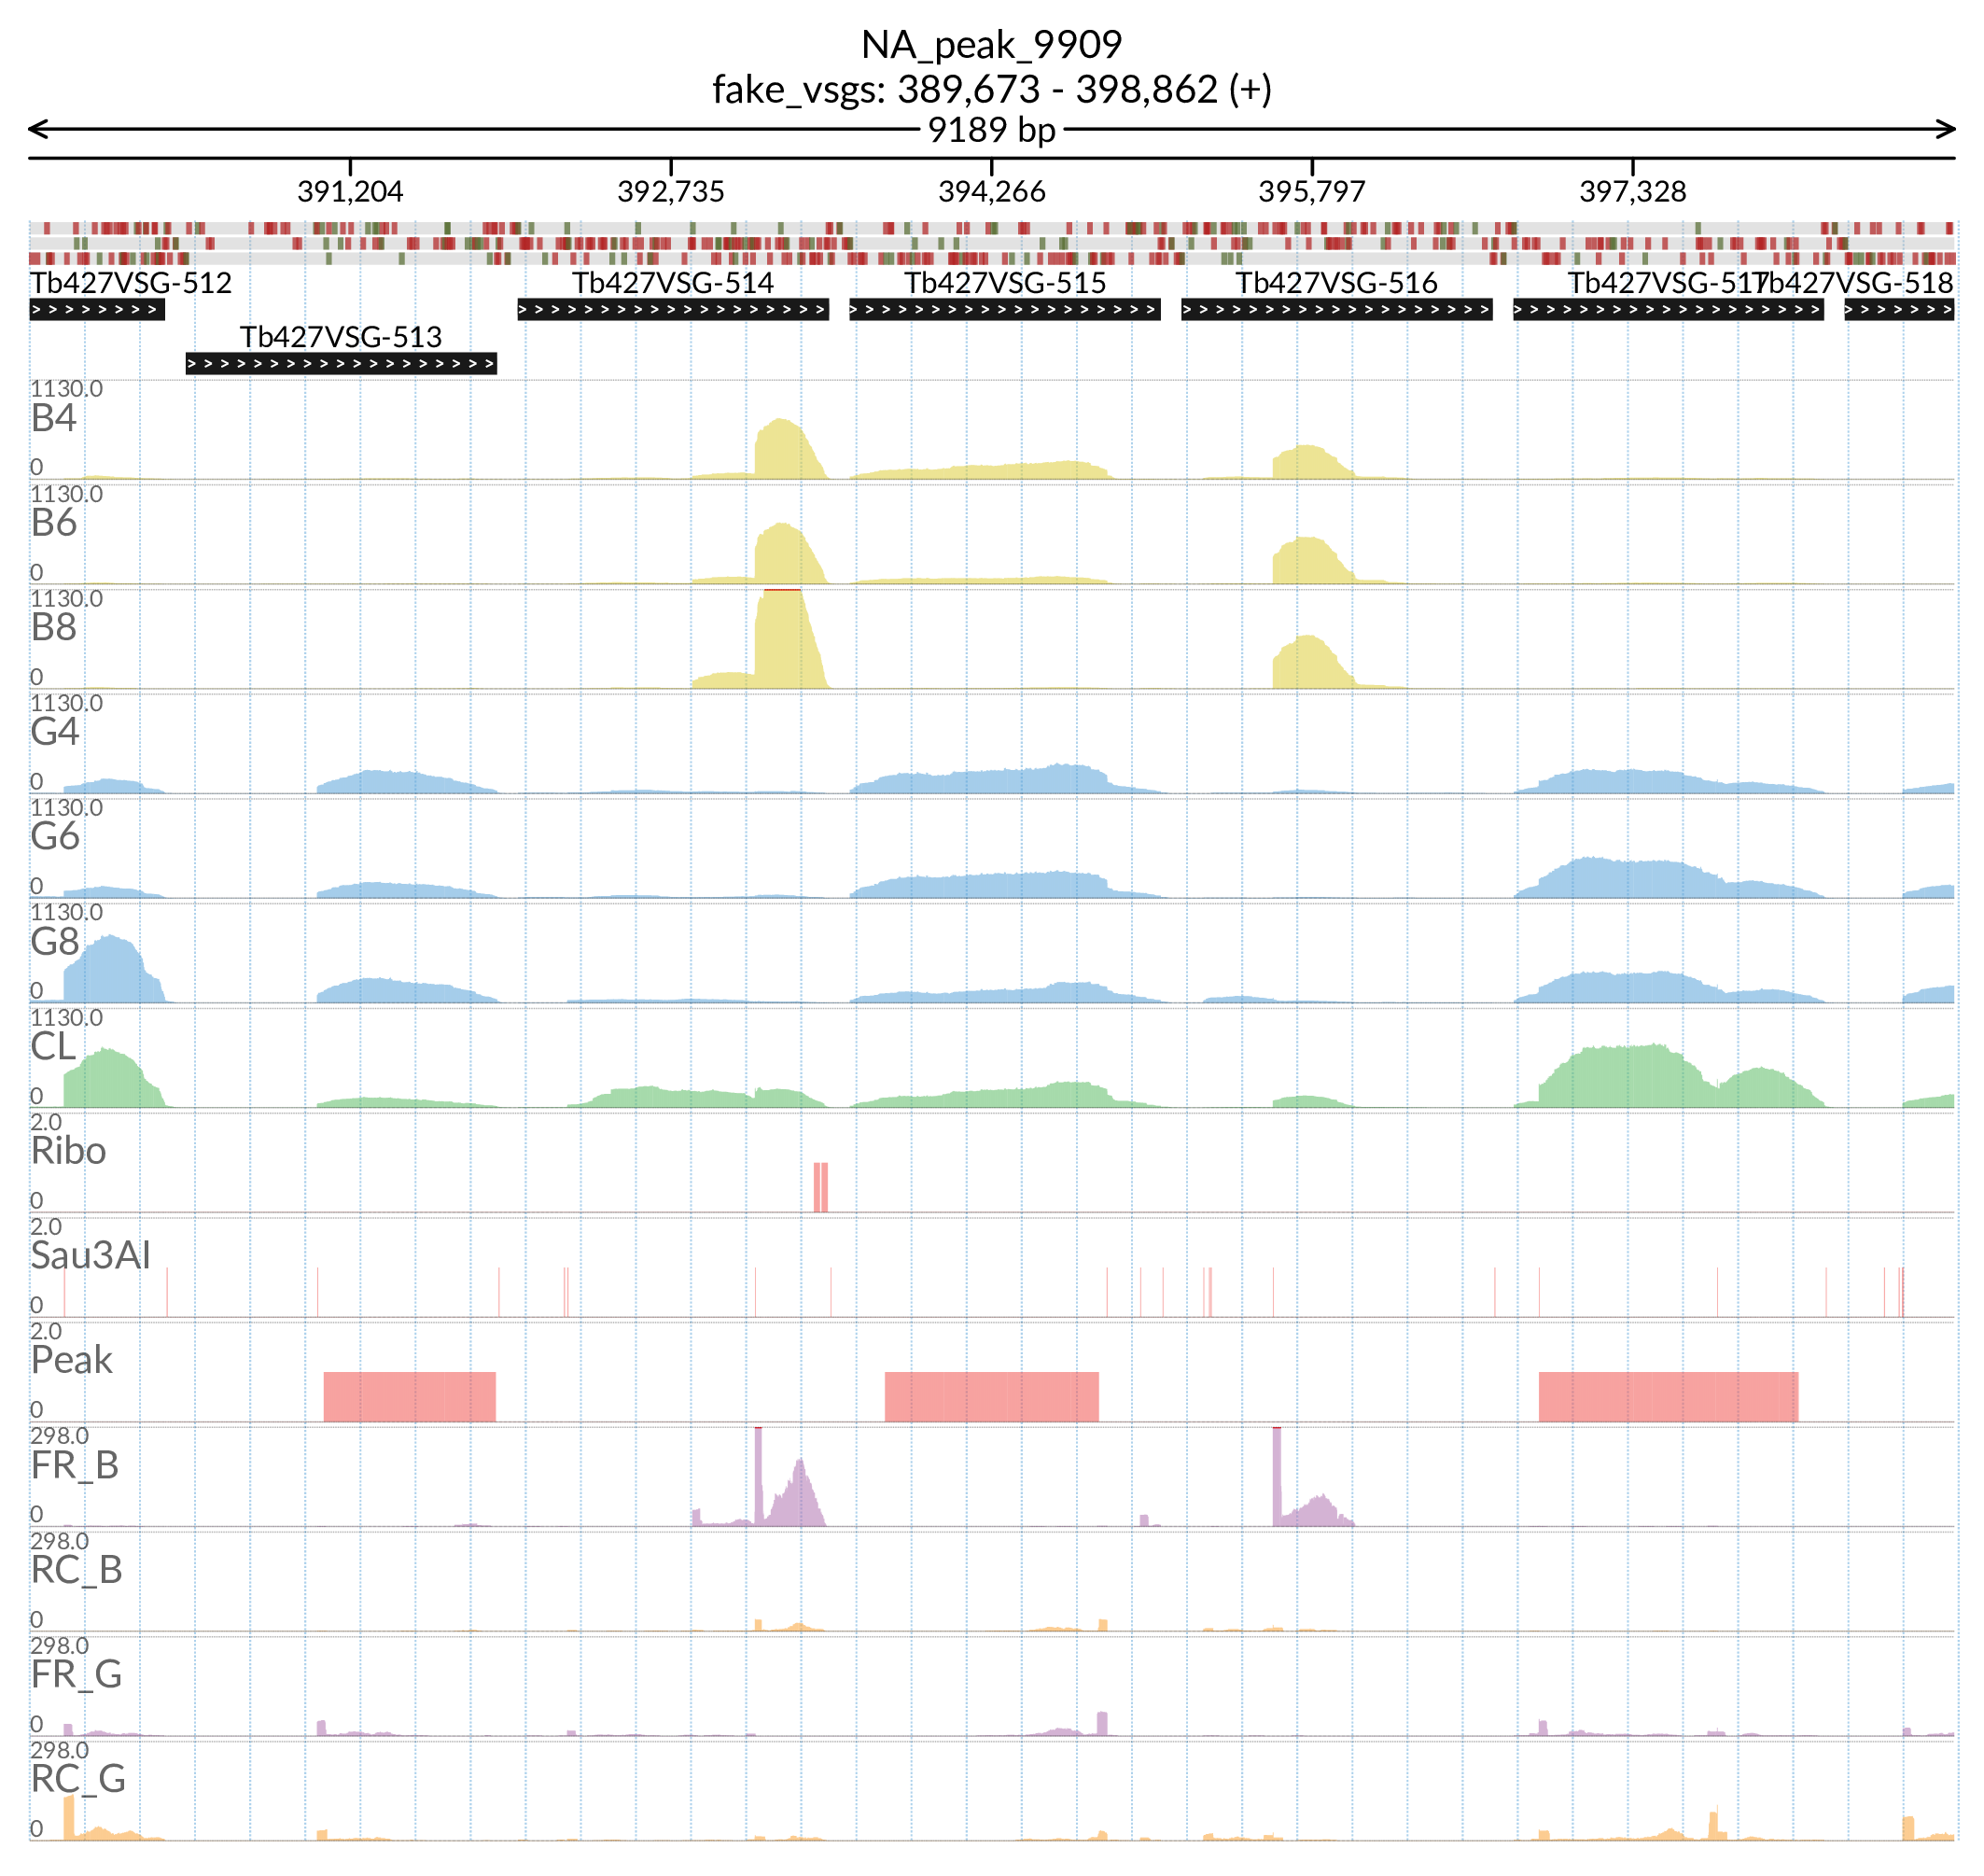 NA_peak_9909
fake_vsgs: 389,673 - 398,862 (+)
9189 bp
391,204 392,735 394,266 395,797 397,328
Tb427VSG-512 Tb427VSG-514 Tb427VSG-515 Tb427VSG-516 Tb427VSG-517 Tb427VSG-518
Tb427VSG-513
1130.0
B4
0
1130.0
B6
0
1130.0
B8
0
1130.0
G4
0
1130.0
G6
0
1130.0
G8
0
1130.0
CL
0
2.0
Ribo
0
2.0
Sau3AI
0
2.0
Peak
0
298.0
FR_B
0
298.0
RC_B
0
298.0
FR_G
0
298.0
RC_G
0